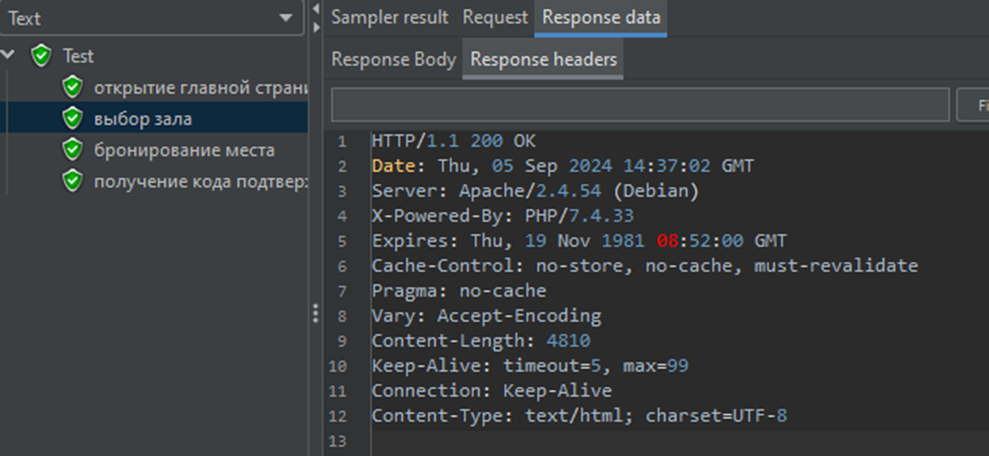 Text
Test
открытие главной страни
выбор зала
бронирование места
получение кода подтвер
Sampler result Request Response data
Response Body Response headers
Fi
1 HTTP/1.1 200 OK
2 Date: Thu, 05 Sep 2024 14:37:02 GMT
3 Server: Apache/2.4.54 (Debian)
4 X-Powered-By: PHP/7.4.33
5 Expires: Thu, 19 Nov 1981 08:52:00 GMT
6 Cache-Control: no-store, no-cache, must-revalidate
7 Pragma: no-cache
8 Vary: Accept-Encoding
9 Content-Length: 4810
10 Keep-Alive: timeout=5, max=99
11 Connection: Keep-Alive
12 Content-Type: text/html; charset=UTF-8
13